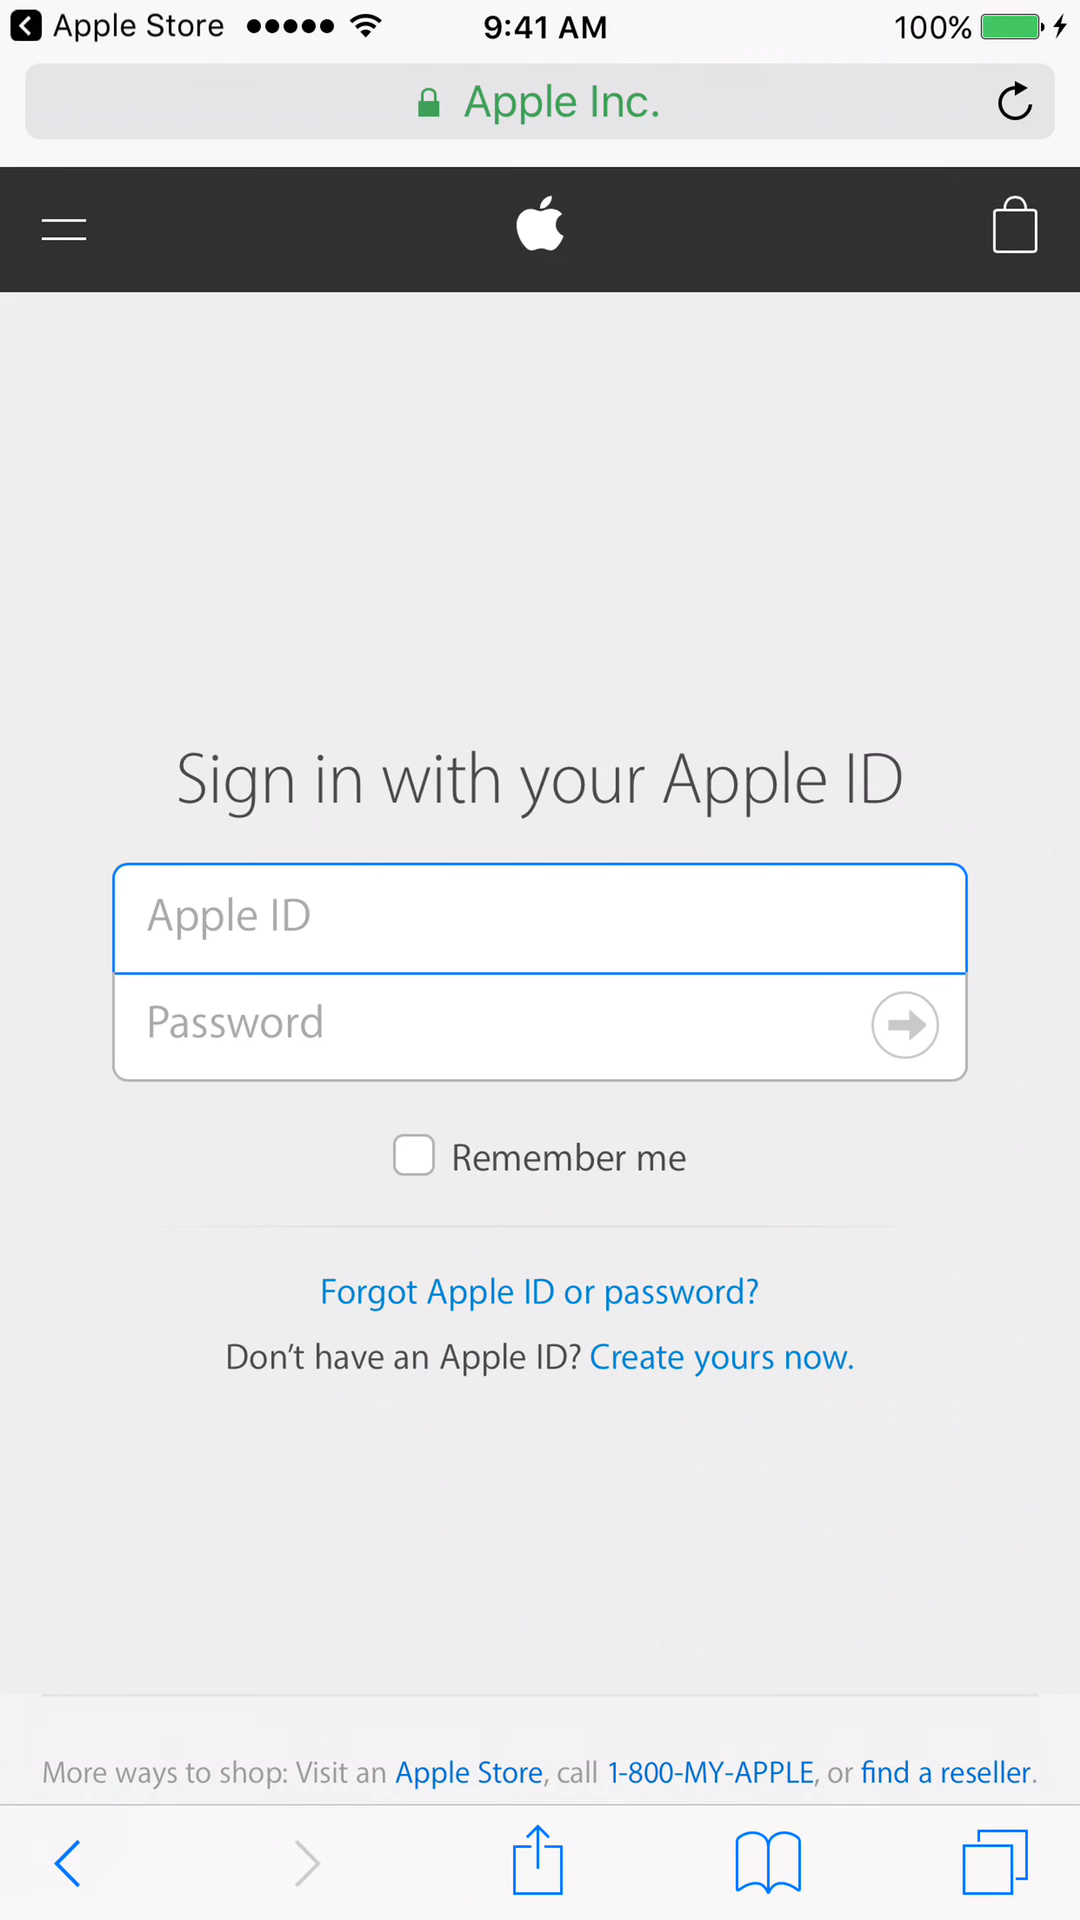 Apple Store 9:41 AM 100%
Apple Inc.
Sign in with your Apple ID
Apple ID
Password
Remember me
Forgot Apple ID or password?
Don't have an Apple ID? Create yours now.
More ways to shop: Visit an Apple Store, call 1-800-MY-APPLE, or find a reseller.